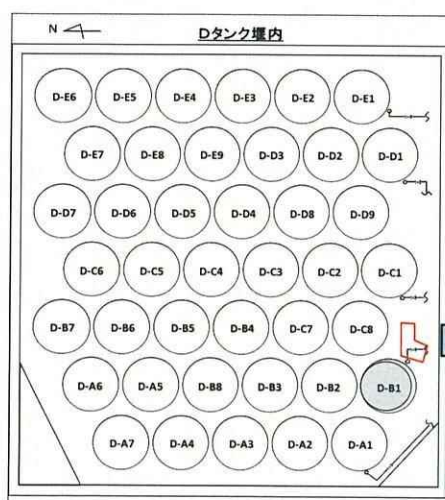 N
Dタンク堰内
D-E6 D-E5 D-E4 D-E3 D-E2 D-E1
D-E7 D-E8 D-E9 D-D3 D-D2 D-D1
D-D7 D-D6 D-D5 D-D4 D-D8 D-D9
D-C6 D-C5 D-C4 D-C3 D-C2 D-C1
D-B7 D-B6 D-B5 D-B4 D-C7 D-C8
D-A6 D-A5 D-B8 D-B3 D-B2 D-B1
D-A7 D-A4 D-A3 D-A2 D-A1